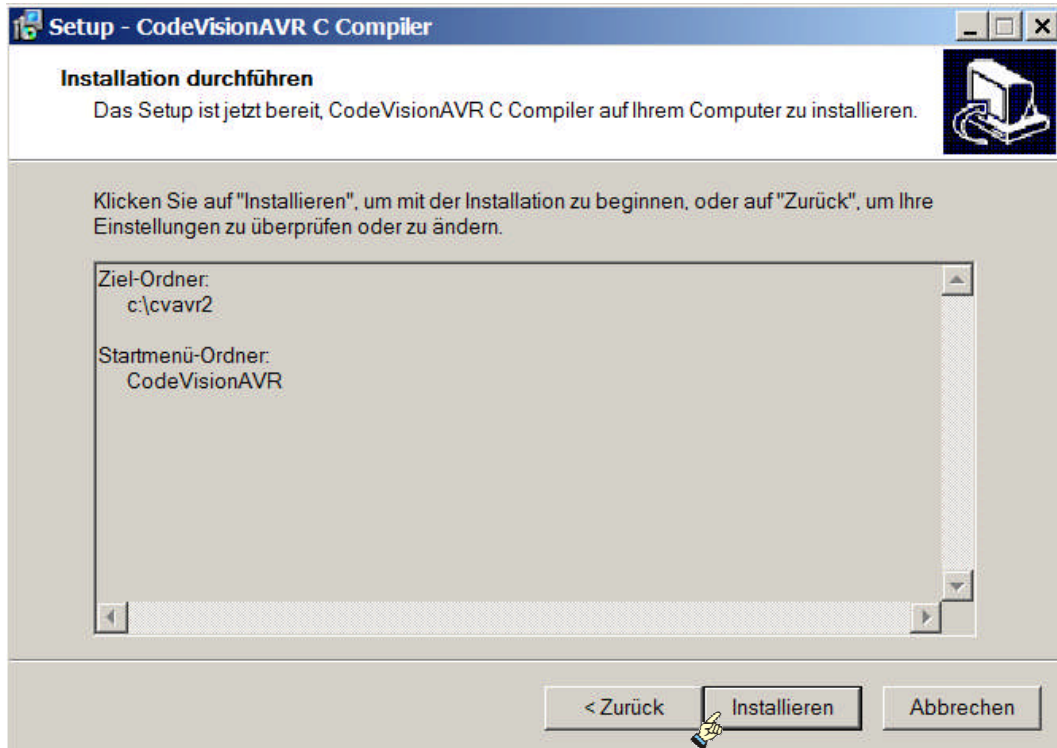 Setup - CodeVisionAVR C Compiler
Installation durchführen
Das Setup ist jetzt bereit, CodeVisionAVR C Compiler auf Ihrem Computer zu installieren.
Klicken Sie auf "Installieren", um mit der Installation zu beginnen, oder auf "Zurück", um Ihre
Einstellungen zu überprüfen oder zu ändern.
Ziel-Ordner:
c:\cvavr2
Startmenü-Ordner:
CodeVisionAVR
< Zurück Installieren Abbrechen